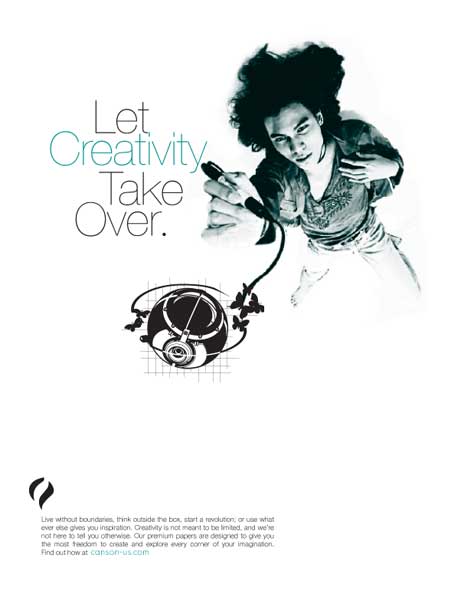 Let
Creativity
Take
Over.
Live without boundaries, think outside the box, start a revolution, or use what
ever else gives you inspiration. Creativity is not meant to be limited, and we're
not here to tell you otherwise. Our premium papers are designed to give you
the most freedom to create and explore every corner of your imagination.
Find out how at canson-us.com